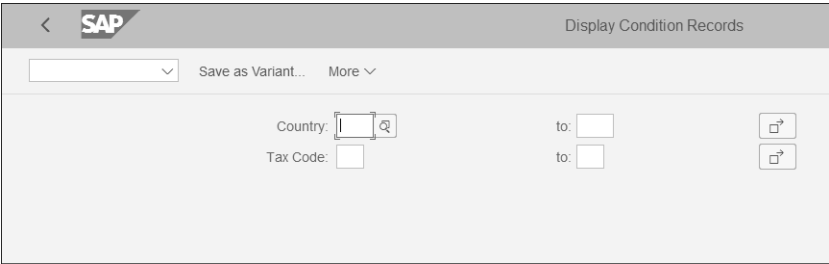 SAP Display Condition Records
Save as Variant... More
Country: to:
Tax Code: to: